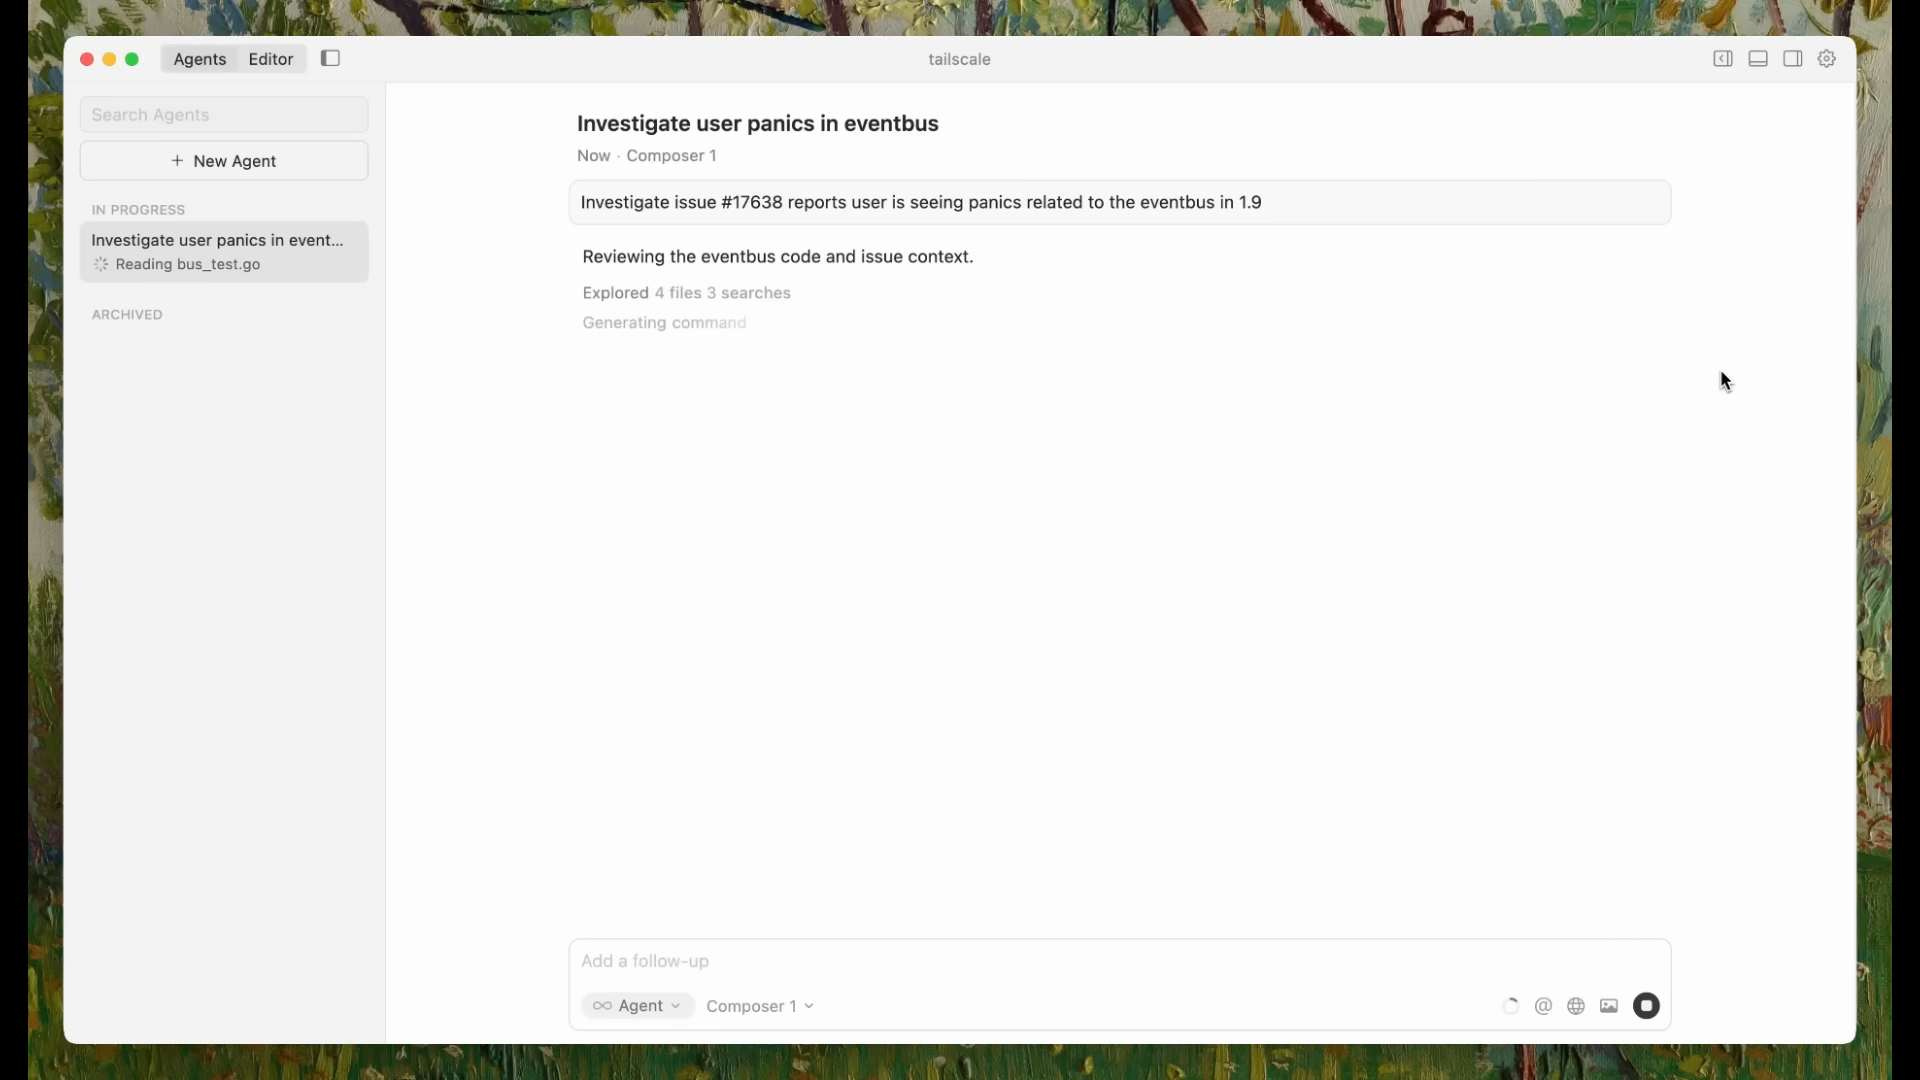 Agents Editor
tailscale
Search Agents
+ New Agent
IN PROGRESS
Investigate user panics in event...
Reading bus_test.go
ARCHIVED
Investigate user panics in eventbus
Now · Composer 1
Investigate issue #17638 reports user is seeing panics related to the eventbus in 1.9
Reviewing the eventbus code and issue context.
Explored 4 files 3 searches
Generating command
Add a follow-up
Agent Composer 1